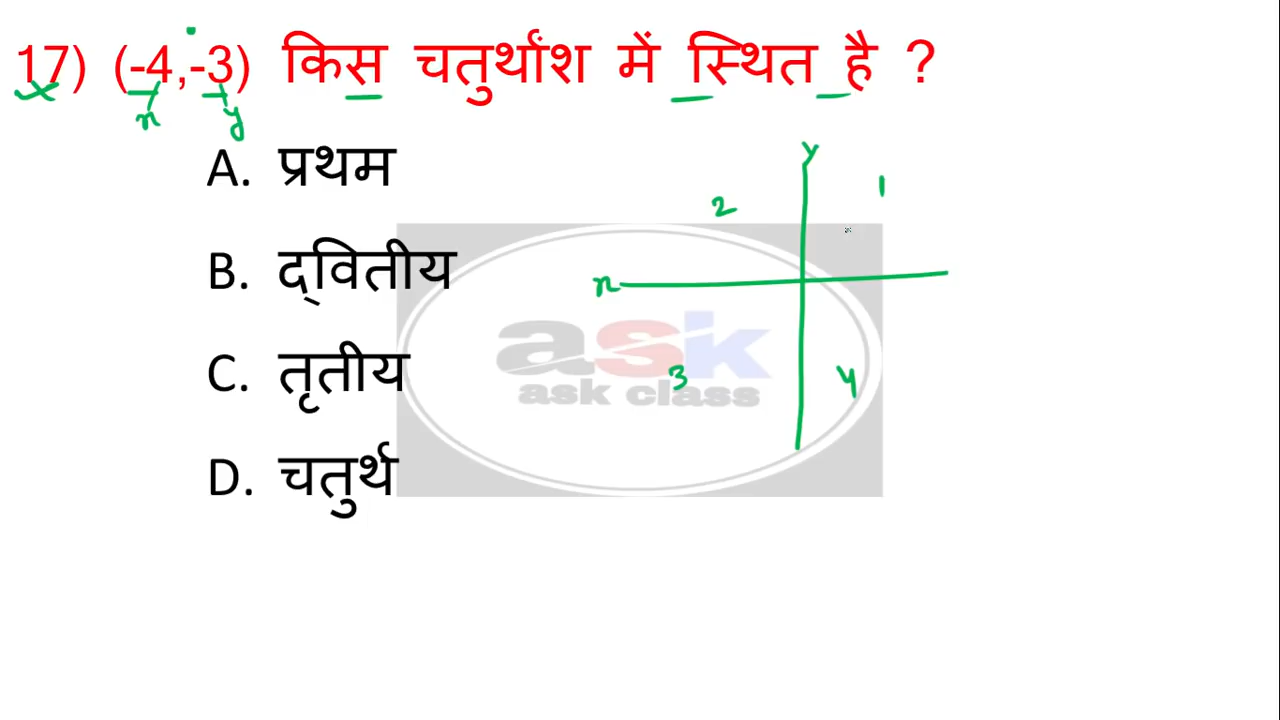 17) (-4,-3) किस चतुर्थांश में स्थित है ?
x y
A. प्रथम
B. द्वितीय
C. तृतीय
D. चतुर्थ
y
1
2
x
3
4
ask
ask class